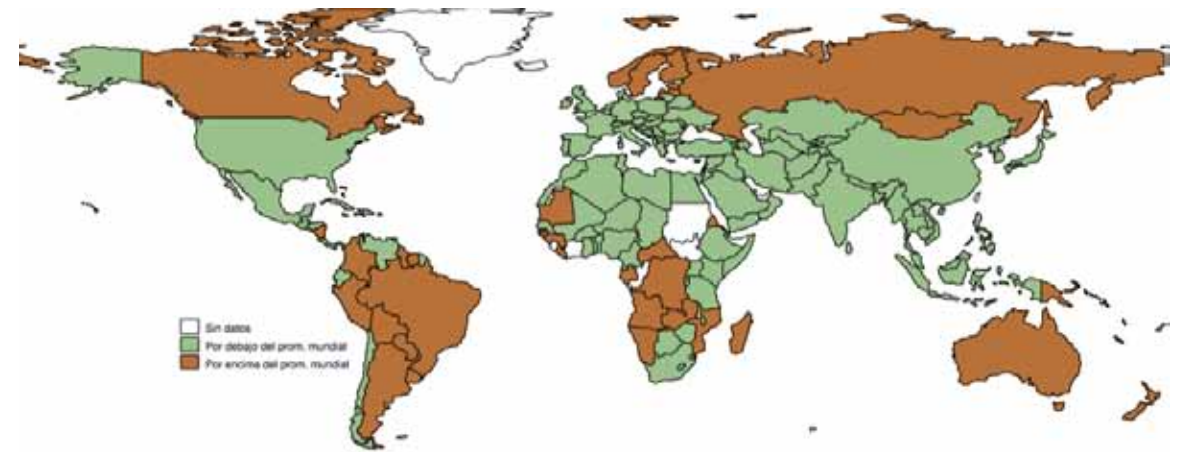 Sin datos
Por debajo del prom. mundial
Por encima del prom. mundial